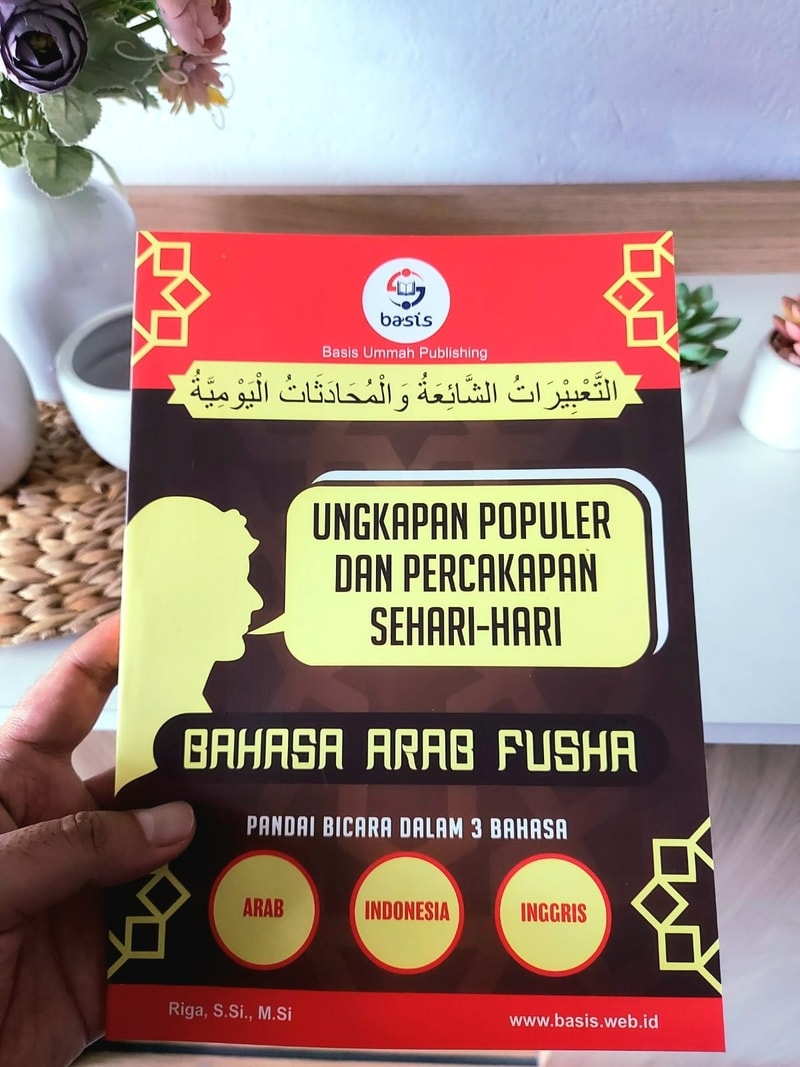 basis
Basis Ummah Publishing
التَّعْبِيْرَاتُ الشَّائِعَةُ وَالْمُحَادَثَاتُ الْيَوْمِيَّةُ
UNGKAPAN POPULER
DAN PERCAKAPAN
SEHARI-HARI
BAHASA ARAB FUSHA
PANDAI BICARA DALAM 3 BAHASA
ARAB INDONESIA INGGRIS
Riga, S.Si., M.Si www.basis.web.id